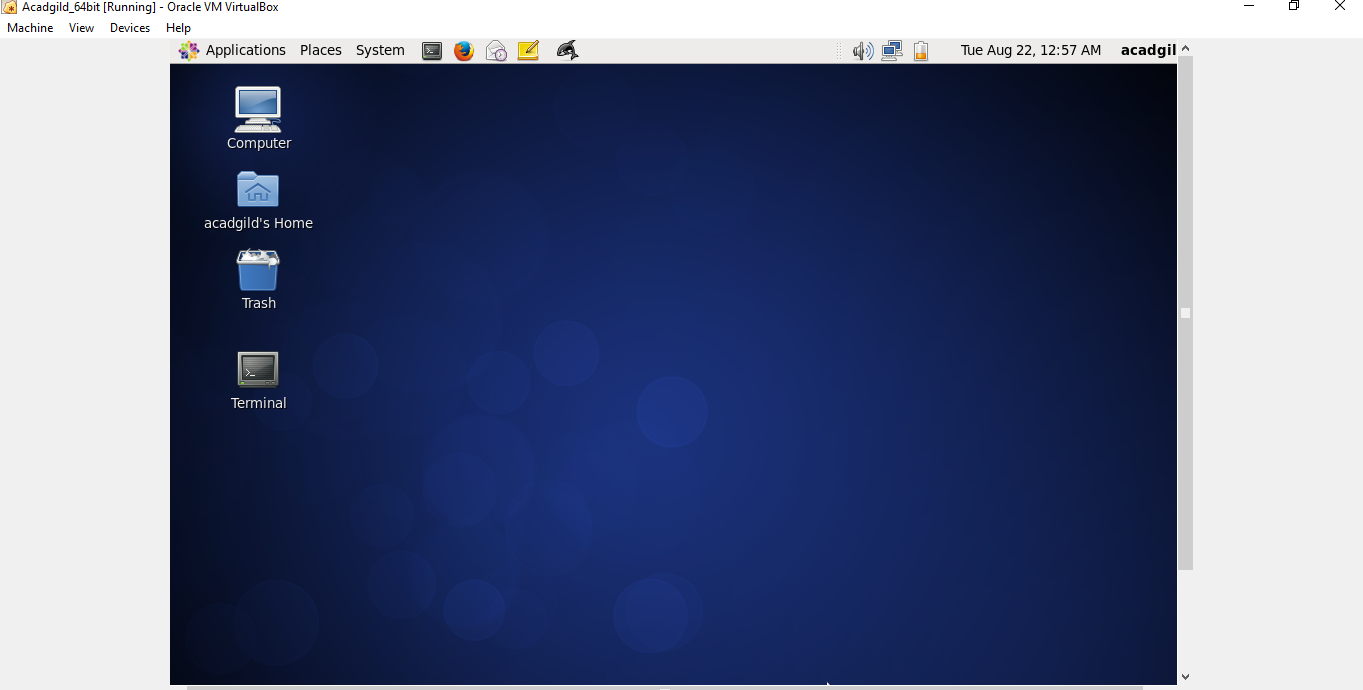 Acadgild_64bit [Running] - Oracle VM VirtualBox
Machine View Devices Help
Applications Places System Tue Aug 22, 12:57 AM acadgil
Computer
acadgild's Home
Trash
Terminal